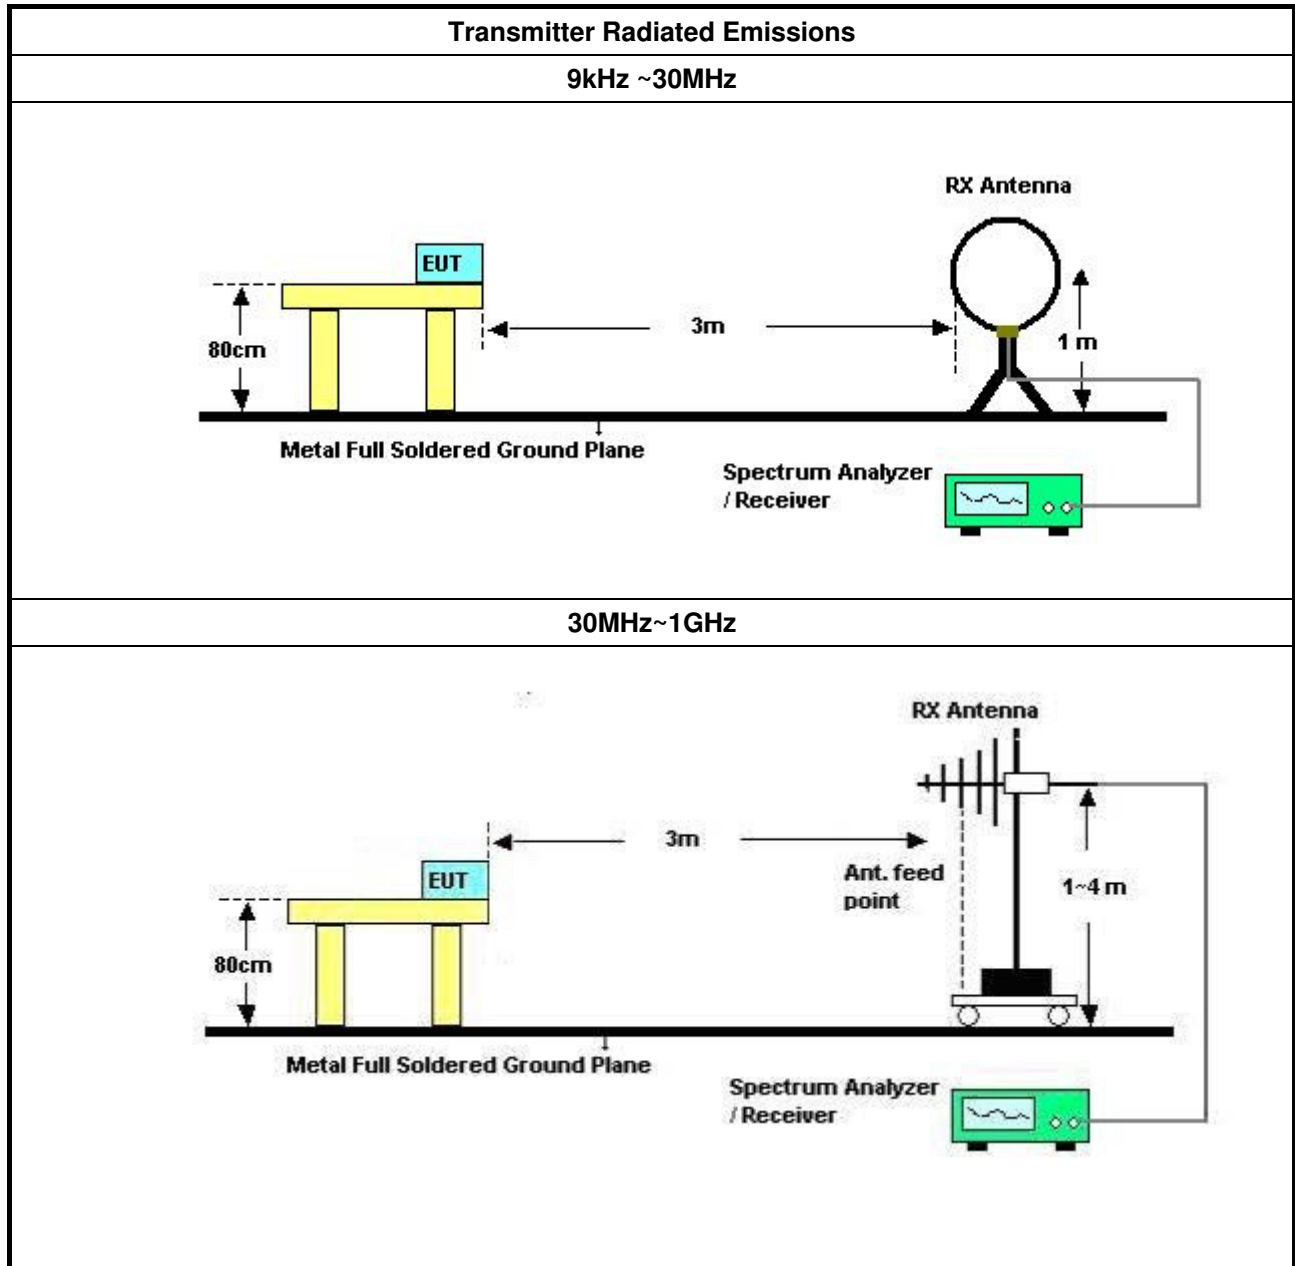 Transmitter Radiated Emissions
9kHz ~30MHz
RX Antenna
EUT
3m
80cm
1 m
Metal Full Soldered Ground Plane
Spectrum Analyzer
/ Receiver
30MHz~1GHz
RX Antenna
3m
EUT
Ant. feed
point
1~4 m
80cm
Metal Full Soldered Ground Plane
Spectrum Analyzer
/ Receiver